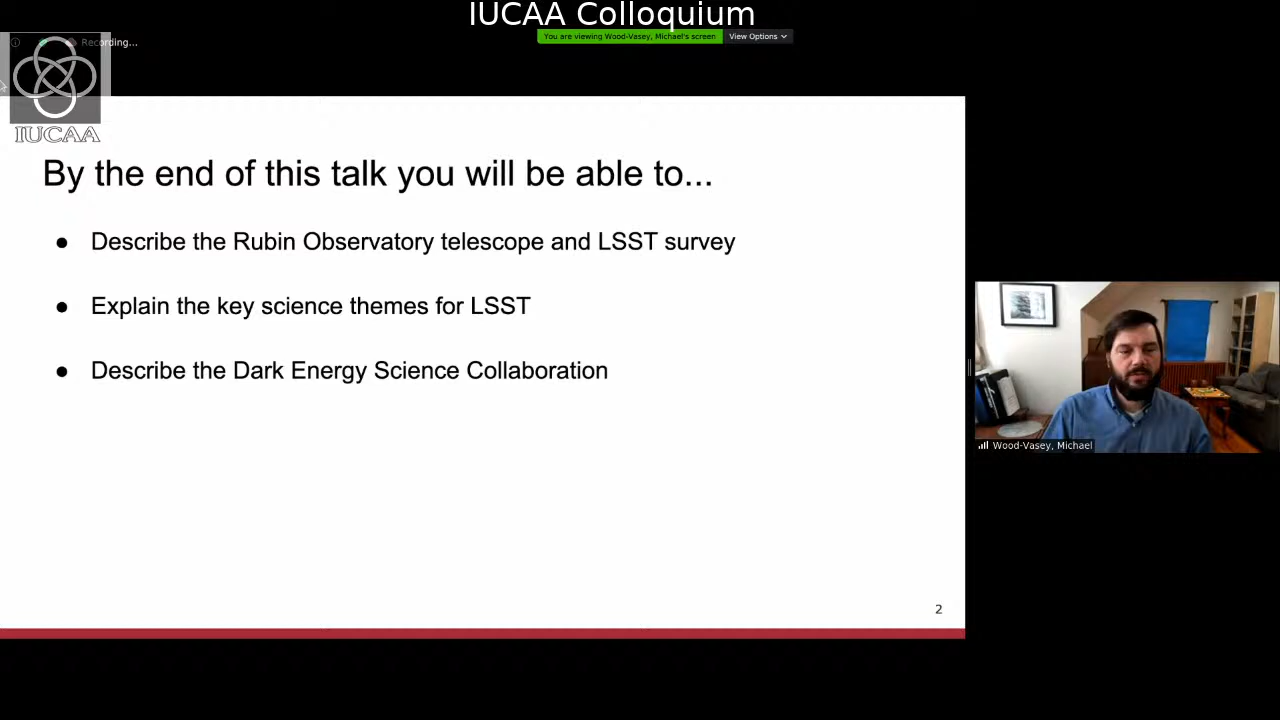 IUCAA Colloquium
You are viewing Wood-Vasey, Michael's screen
View Options
Recording...
IUCAA
By the end of this talk you will be able to...
● Describe the Rubin Observatory telescope and LSST survey
● Explain the key science themes for LSST
● Describe the Dark Energy Science Collaboration
Wood-Vasey, Michael
2